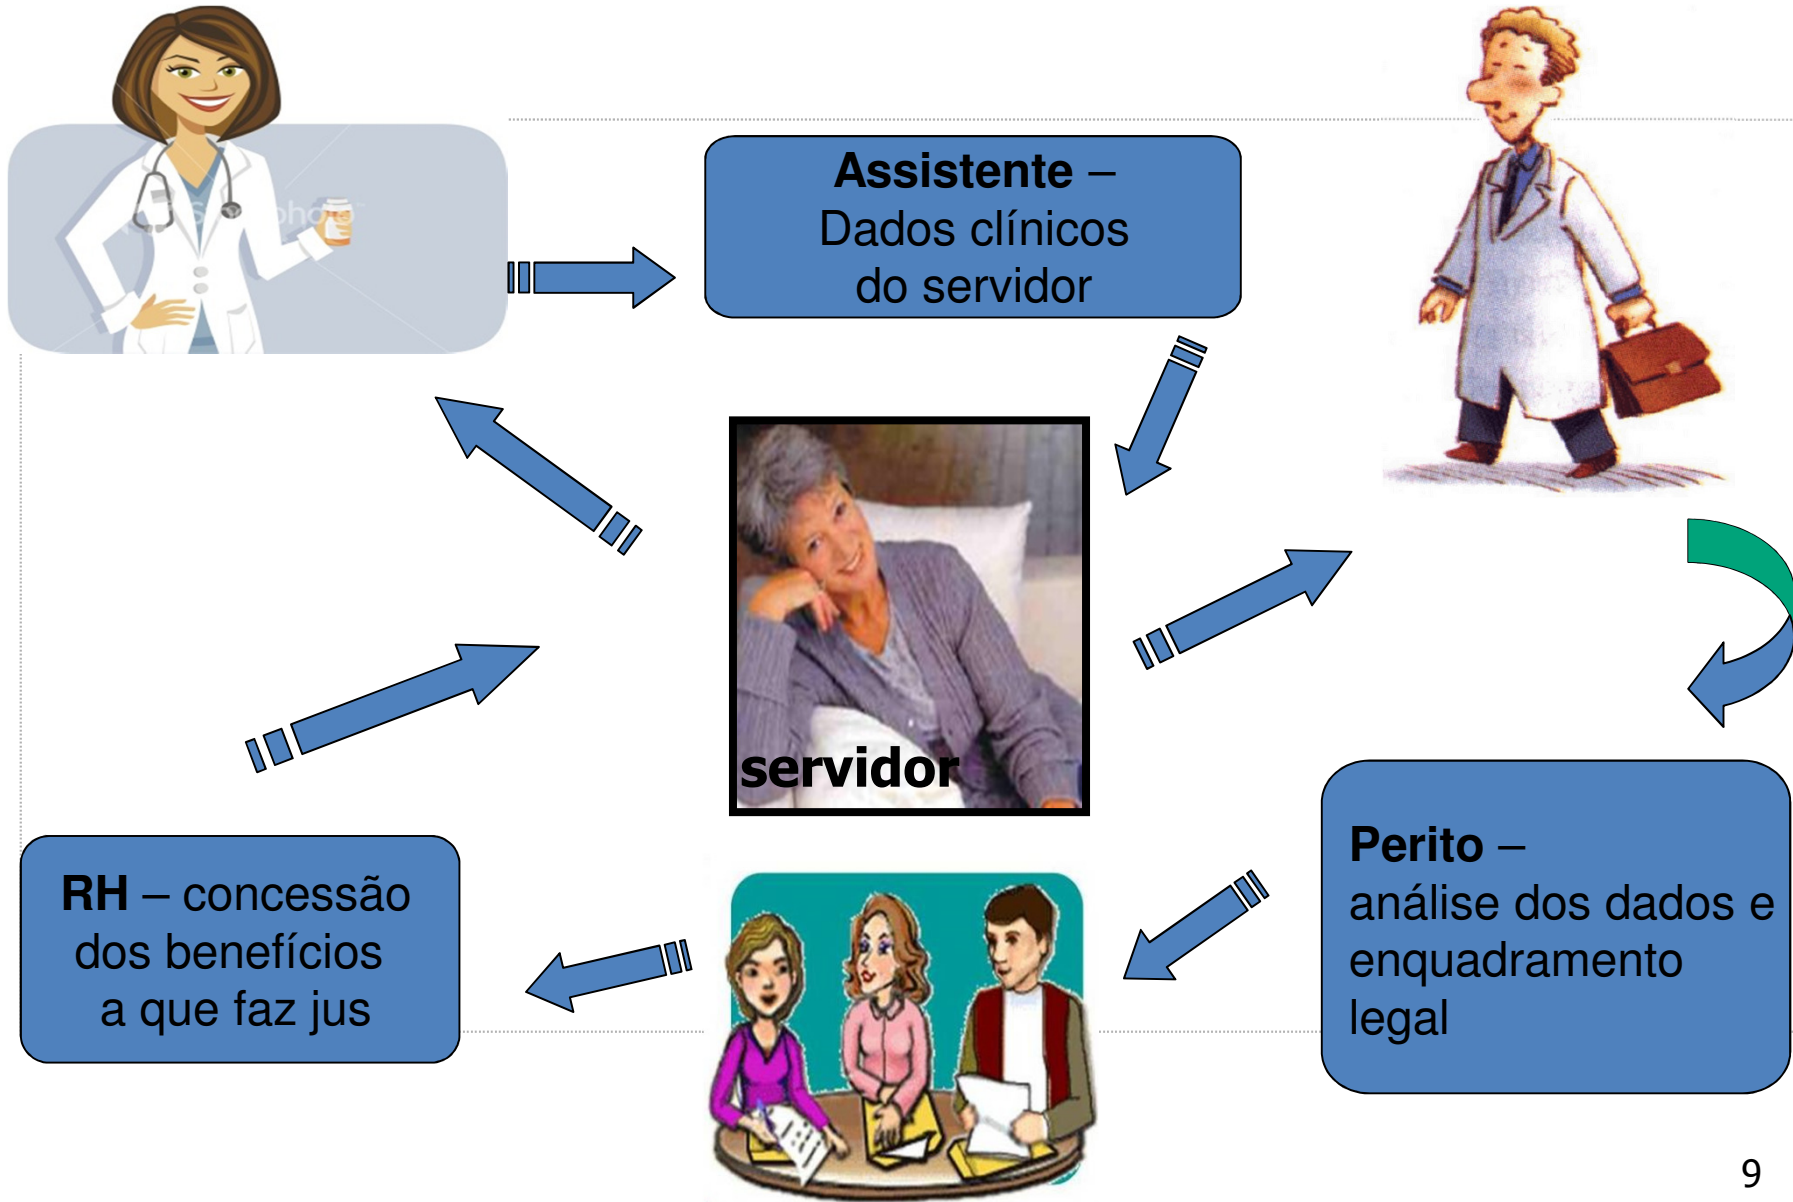 Assistente –
Dados clínicos
do servidor
servidor
RH – concessão
dos benefícios
a que faz jus
Perito –
análise dos dados e
enquadramento
legal
9